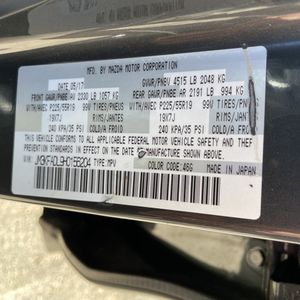 MFD. BY MAZDA MOTOR CORPORATION
DATE: 05/17 GVWR/PNBV 4515 LB 2048 KG
FRONT GAWR/PNBE AV 2330 LB 1057 KG REAR GAWR/PNBE AR 2191 LB 994 KG
WITH/AVEC P225/55R19 99V TIRES/PNEUS WITH/AVEC P225/55R19 99V TIRES/PNEUS
19X7J RIMS/JANTES 19X7J RIMS/JANTES
AT/A 240 KPA/35 PSI COLD/A FROID AT/A 240 KPA/35 PSI COLD/A FROID
THIS VEHICLE CONFORMS TO ALL APPLICABLE FEDERAL MOTOR VEHICLE SAFETY, BUMPER, AND THEFT PREVENTION STANDARDS IN EFFECT ON THE DATE OF MANUFACTURE SHOWN ABOVE.
TYPE: MPV COLOR CODE: 46G
MADE IN JAPAN